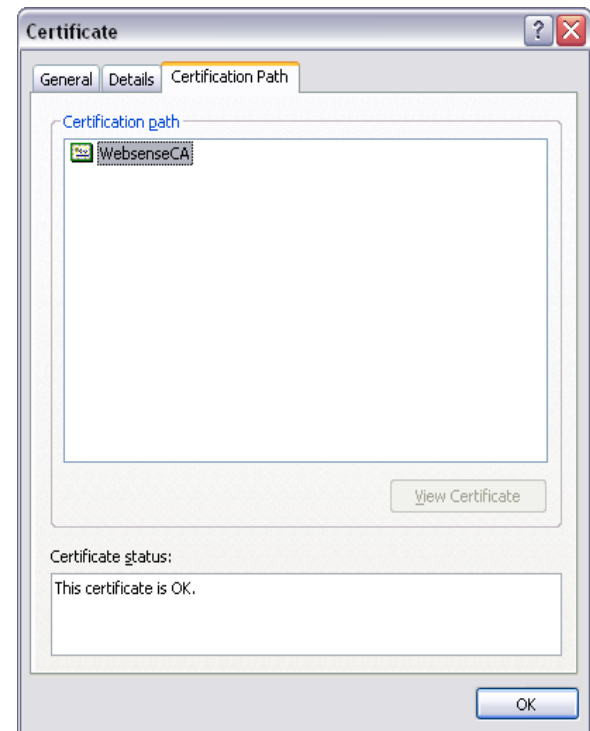 Certificate
General Details Certification Path
Certification path
WebsenseCA
View Certificate
Certificate status:
This certificate is OK.
OK